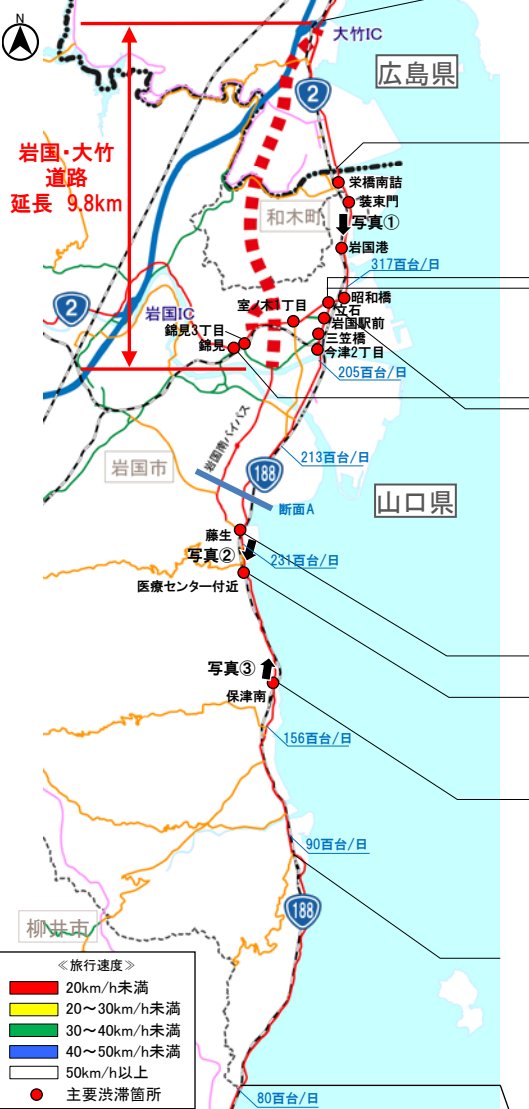 N
大竹IC
広島県
2
岩国・大竹
道路
延長 9.8km
栄橋南詰
装束門
写真①
和木町
岩国港
317百台/日
2
岩国IC
室ノ木1丁目
昭和橋
立石
錦見3丁目
岩国駅前
錦見
三笠橋
今津2丁目
205百台/日
岩国南バイパス
213百台/日
岩国市
188
断面A
山口県
藤生
写真②
231百台/日
医療センター付近
写真③
保津南
156百台/日
90百台/日
188
柳井市
≪旅行速度≫
20km/h未満
20～30km/h未満
30～40km/h未満
40～50km/h未満
50km/h以上
主要渋滞箇所
80百台/日